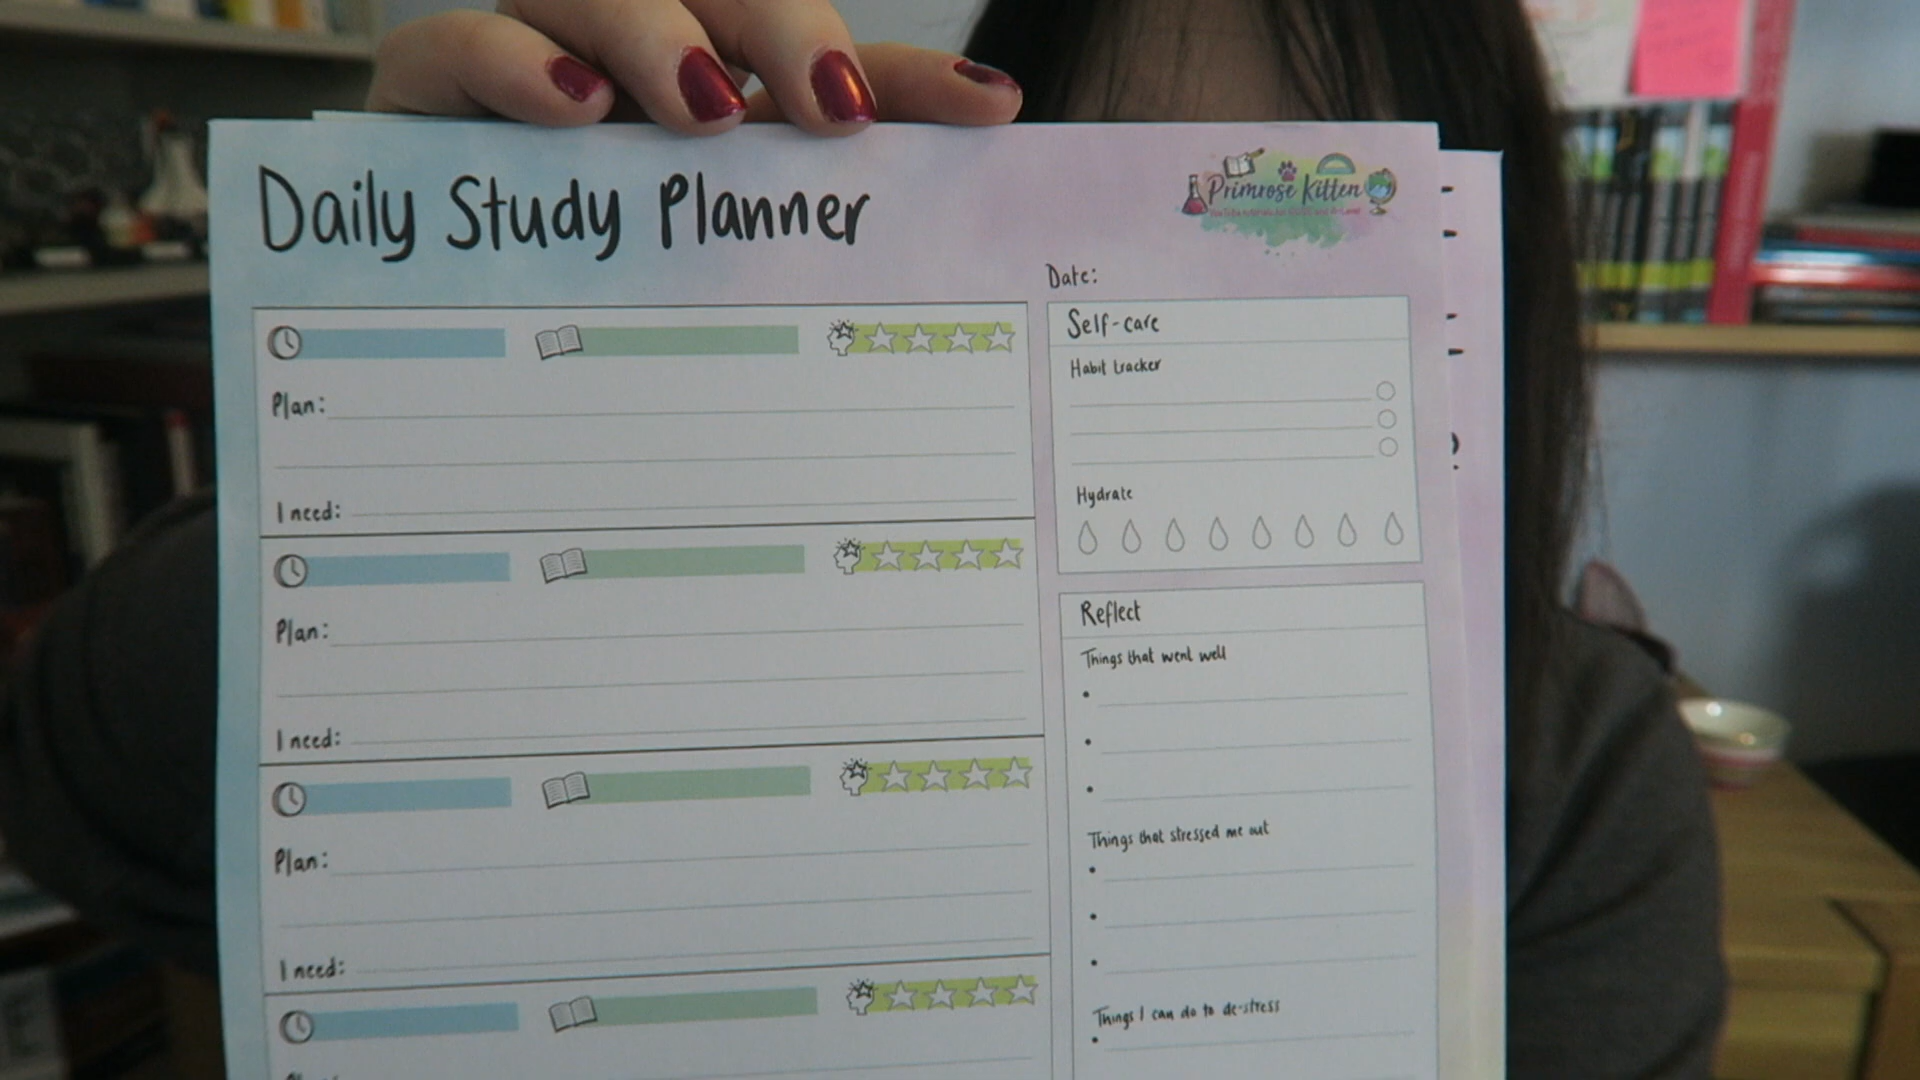 Daily Study Planner
Primrose Kitten
Date:
Plan:
I need:
Plan:
I need:
Plan:
I need:
Self-care
Habit tracker
Hydrate
Reflect
Things that went well
Things that stressed me out
Things I can do to de-stress